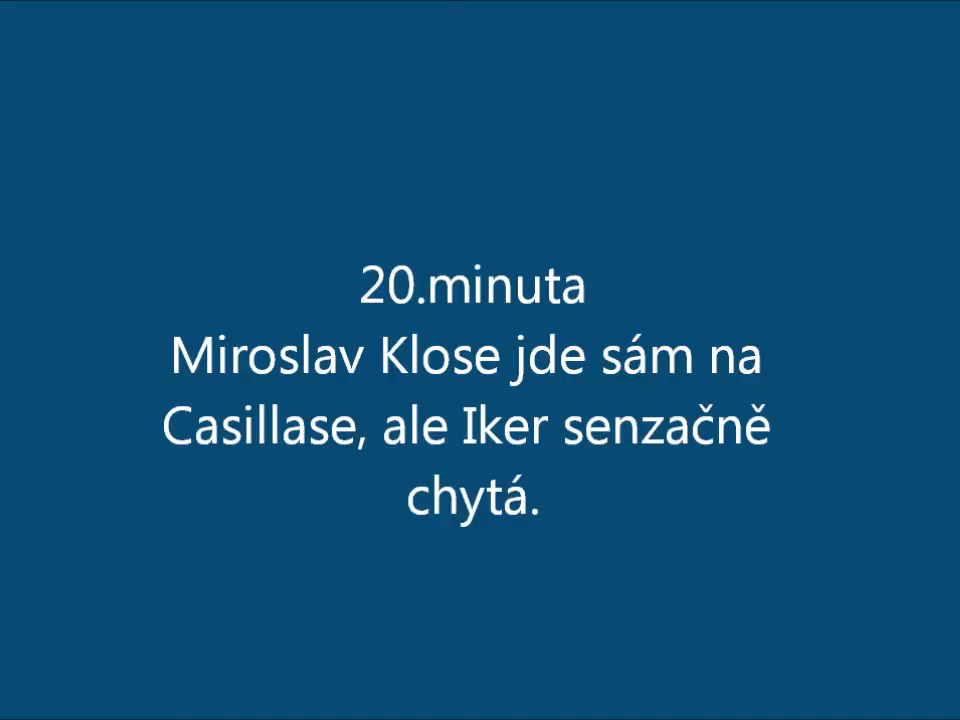 20.minuta
Miroslav Klose jde sám na
Casillase, ale Iker senzačně
chytá.